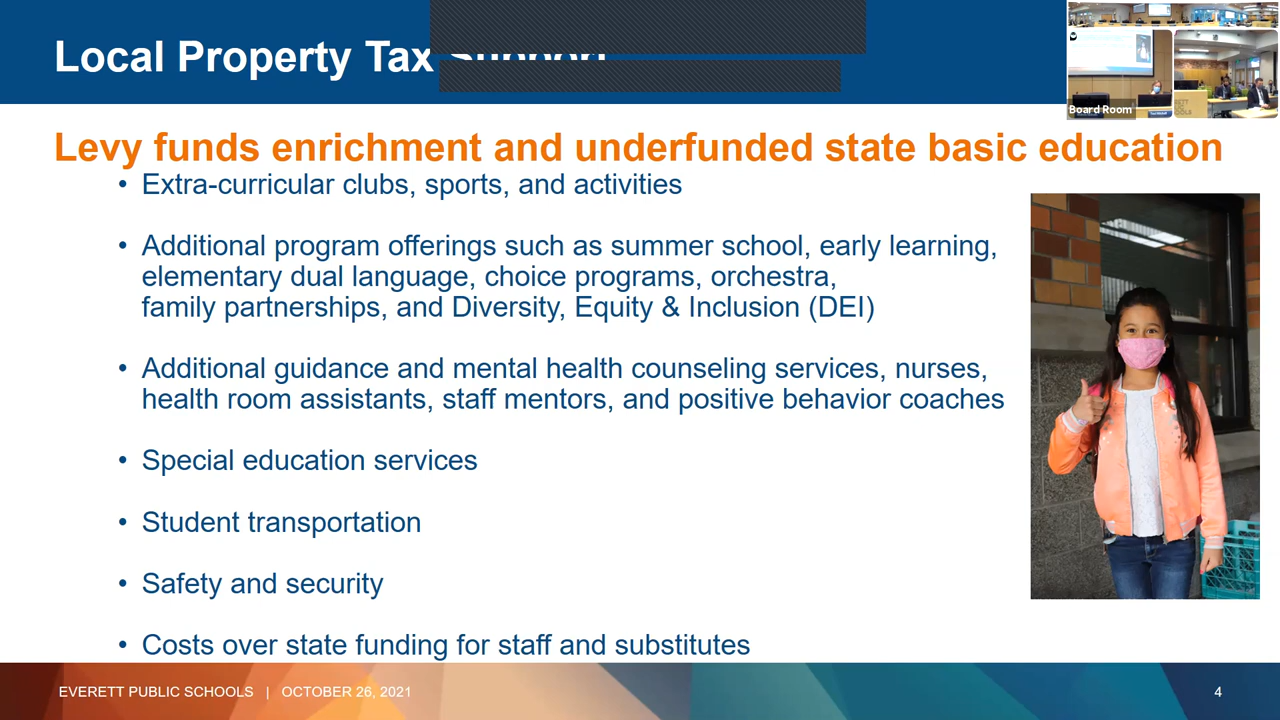 Local Property Tax Support
Levy funds enrichment and underfunded state basic education
• Extra-curricular clubs, sports, and activities
• Additional program offerings such as summer school, early learning,
elementary dual language, choice programs, orchestra,
family partnerships, and Diversity, Equity & Inclusion (DEI)
• Additional guidance and mental health counseling services, nurses,
health room assistants, staff mentors, and positive behavior coaches
• Special education services
• Student transportation
• Safety and security
• Costs over state funding for staff and substitutes
Board Room
EVERETT PUBLIC SCHOOLS | OCTOBER 26, 2021
4